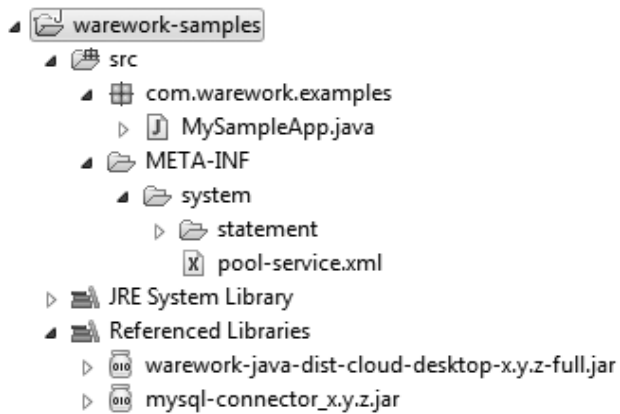 warework-samples
src
com.warework.examples
MySampleApp.java
META-INF
system
statement
pool-service.xml
JRE System Library
Referenced Libraries
warework-java-dist-cloud-desktop-x.y.z-full.jar
mysql-connector_x.y.z.jar